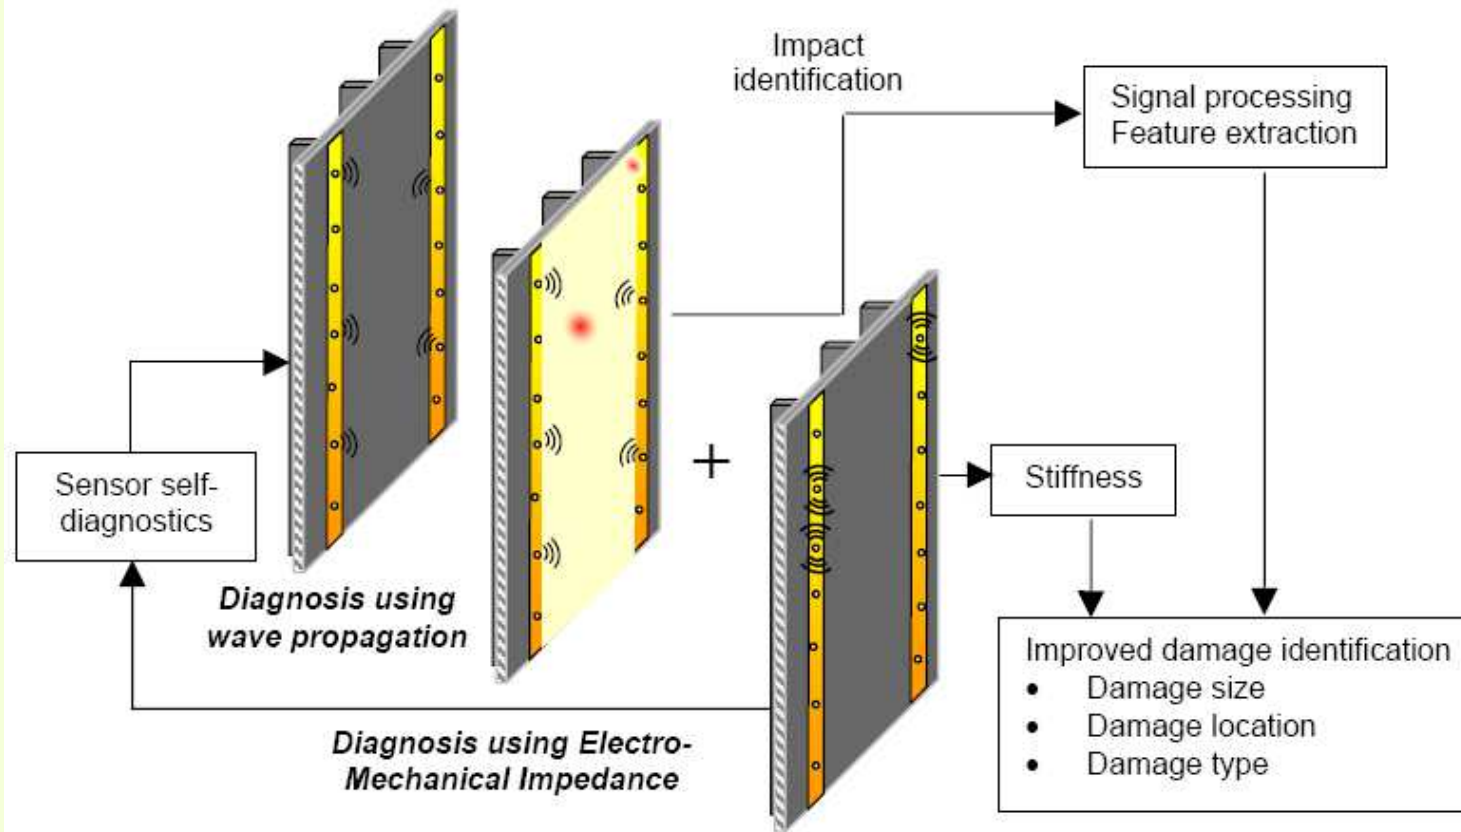 Impact
identification
Signal processing
Feature extraction
+
Sensor self-
diagnostics
Stiffness
Diagnosis using
wave propagation
Diagnosis using Electro-
Mechanical Impedance
Improved damage identification
• Damage size
• Damage location
• Damage type